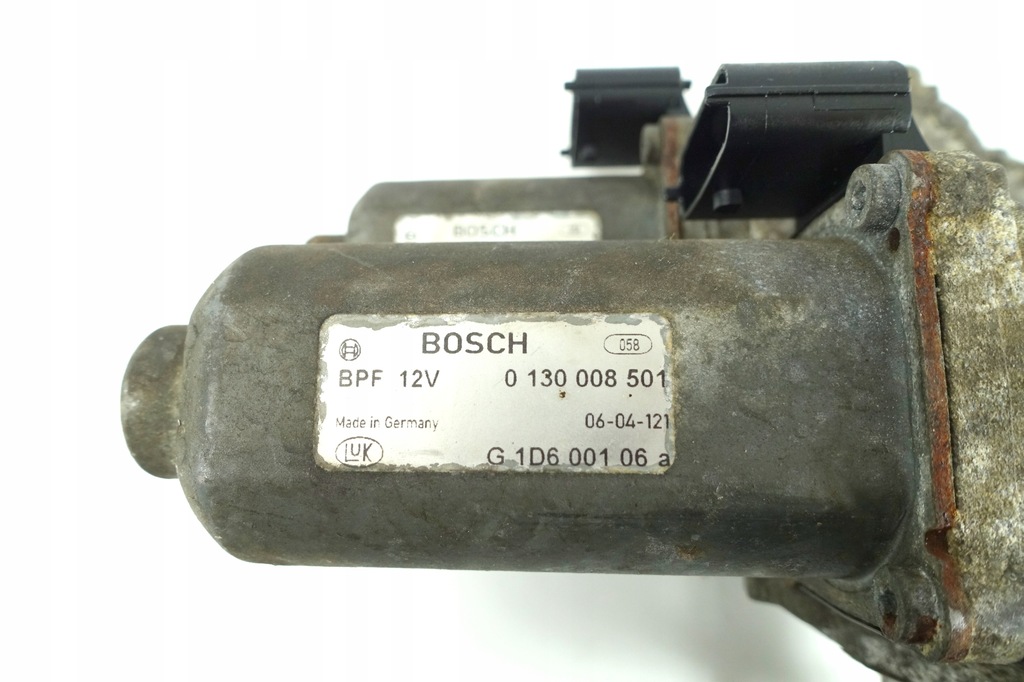 BOSCH
BOSCH 058
BPF 12V 0 130 008 501
Made in Germany 06-04-121
LUK G 1D6 001 06 a